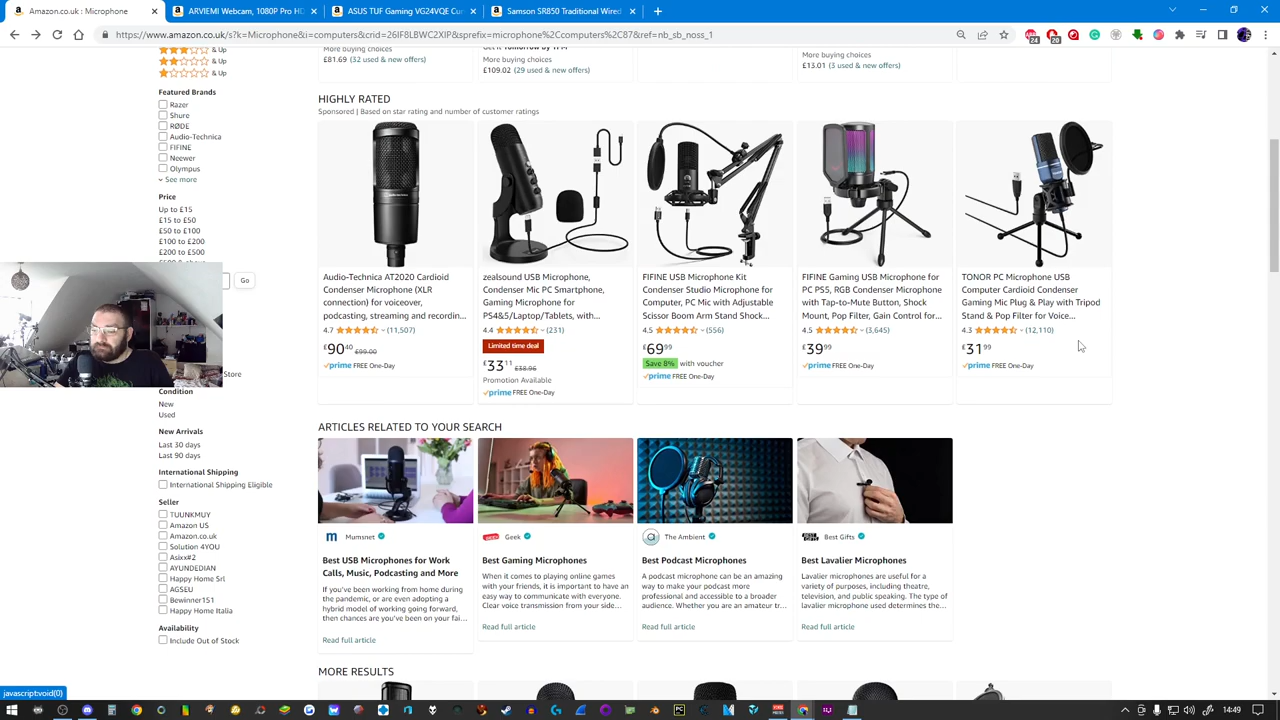 Amazon.co.uk : Microphone
ARVIEMI Webcam, 1080P Pro HD
ASUS TUF Gaming VG24VQE Cur
Samson SR850 Traditional Wired
https://www.amazon.co.uk/s?k=Microphone&i=computers&crid=26IF8LBWC2XIP&sprefix=microphone%2Ccomputers%2C87&ref=nb_sb_noss_1
& Up
& Up
& Up
Featured Brands
Razer
Shure
RØDE
Audio-Technica
FIFINE
Neewer
Olympus
See more
Price
Up to £15
£15 to £50
£50 to £100
£100 to £200
£200 to £500
Go
Store
Condition
New
Used
New Arrivals
Last 30 days
Last 90 days
International Shipping
International Shipping Eligible
Seller
TUUNKMUY
Amazon US
Amazon.co.uk
Solution 4YOU
Asixx#2
AYUNDEDIAN
Happy Home Srl
AGSEU
Bewinner151
Happy Home Italia
Availability
Include Out of Stock
More buying choices
£81.69 (32 used & new offers)
More buying choices
£109.02 (29 used & new offers)
More buying choices
£13.01 (3 used & new offers)
HIGHLY RATED
Sponsored | Based on star rating and number of customer ratings
Audio-Technica AT2020 Cardioid
Condenser Microphone (XLR
connection) for voiceover,
podcasting, streaming and recordin...
4.7 (11,507)
£90 40 £99.00
prime FREE One-Day
zealsound USB Microphone,
Condenser Mic PC Smartphone,
Gaming Microphone for
PS4&5/Laptop/Tablets, with...
4.4 (231)
Limited time deal
£33 11 £38.96
Promotion Available
prime FREE One-Day
FIFINE USB Microphone Kit
Condenser Studio Microphone for
Computer, PC Mic with Adjustable
Scissor Boom Arm Stand Shock...
4.5 (556)
£69 99
Save 8% with voucher
prime FREE One-Day
FIFINE Gaming USB Microphone for
PC PS5, RGB Condenser Microphone
with Tap-to-Mute Button, Shock
Mount, Pop Filter, Gain Control for...
4.5 (3,645)
£39 99
prime FREE One-Day
TONOR PC Microphone USB
Computer Cardioid Condenser
Gaming Mic Plug & Play with Tripod
Stand & Pop Filter for Voice...
4.3 (12,110)
£31 99
prime FREE One-Day
ARTICLES RELATED TO YOUR SEARCH
Mumsnet
Best USB Microphones for Work
Calls, Music, Podcasting and More
If you've been working from home during
the pandemic, or are even adopting a
hybrid model of working going forward,
then chances are you've been on your fai...
Read full article
Geek
Best Gaming Microphones
When it comes to playing online games
with your friends, it is important to have an
easy way to communicate with everyone.
Clear voice transmission from your side...
Read full article
The Ambient
Best Podcast Microphones
A podcast microphone can be an amazing
way to make your podcast more
professional and accessible to a broader
audience. Whether you are an amateur tr...
Read full article
Best Gifts
Best Lavalier Microphones
Lavalier microphones are useful for a
variety of purposes, including theatre,
television, and public speaking. The type of
lavalier microphone used determines the...
Read full article
MORE RESULTS
javascript:void(0)
14:49